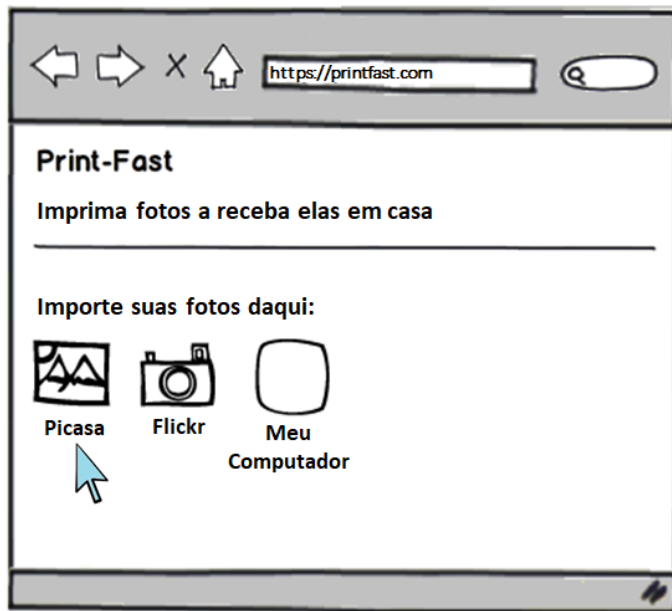 https://printfast.com
Print-Fast
Imprima fotos a receba elas em casa
Importe suas fotos daqui:
Picasa
Flickr
Meu
Computador